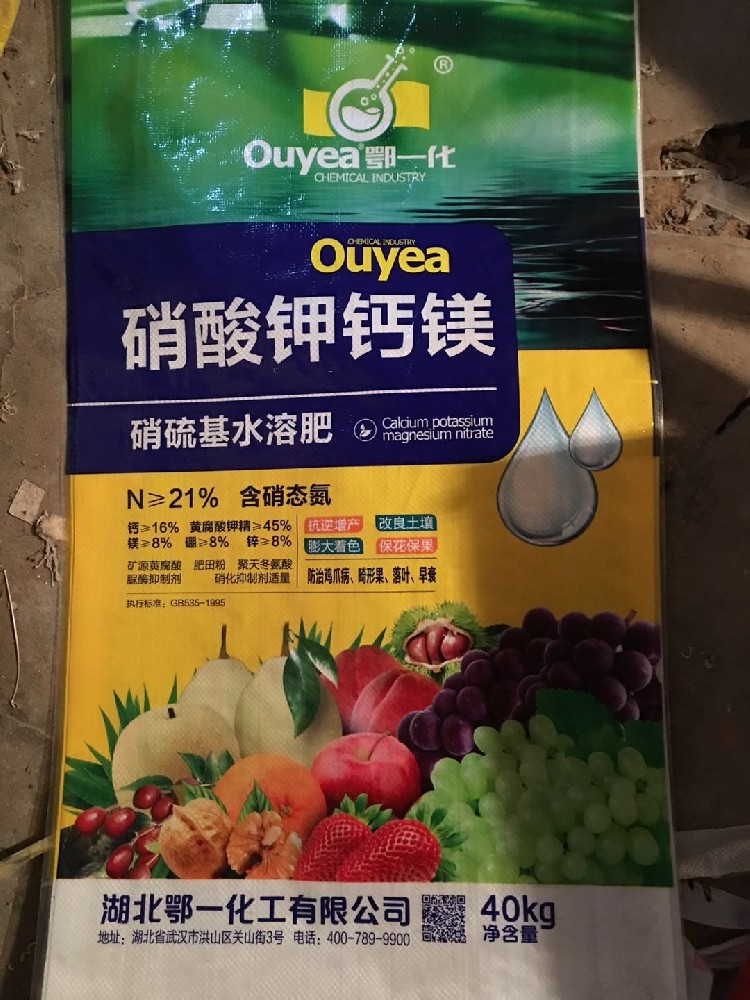 ®
Ouyea®鄂一化
CHEMICAL INDUSTRY
CHEMICAL INDUSTRY
Ouyea
硝酸钾钙镁
硝硫基水溶肥
Calcium potassium
magnesium nitrate
N≥21% 含硝态氮
钙≥16% 黄腐酸钾精≥45%
镁≥8% 硼≥8% 锌≥8%
抗逆增产 改良土壤
膨大着色 保花保果
矿源黄腐酸 肥田粉 聚天冬氨酸
脲酶抑制剂 硝化抑制剂适量
防治鸡爪病、畸形果、落叶、早衰
执行标准：GB535-1995
湖北鄂一化工有限公司
地址：湖北省武汉市洪山区关山街3号 电话：400-789-9900
40kg
净含量